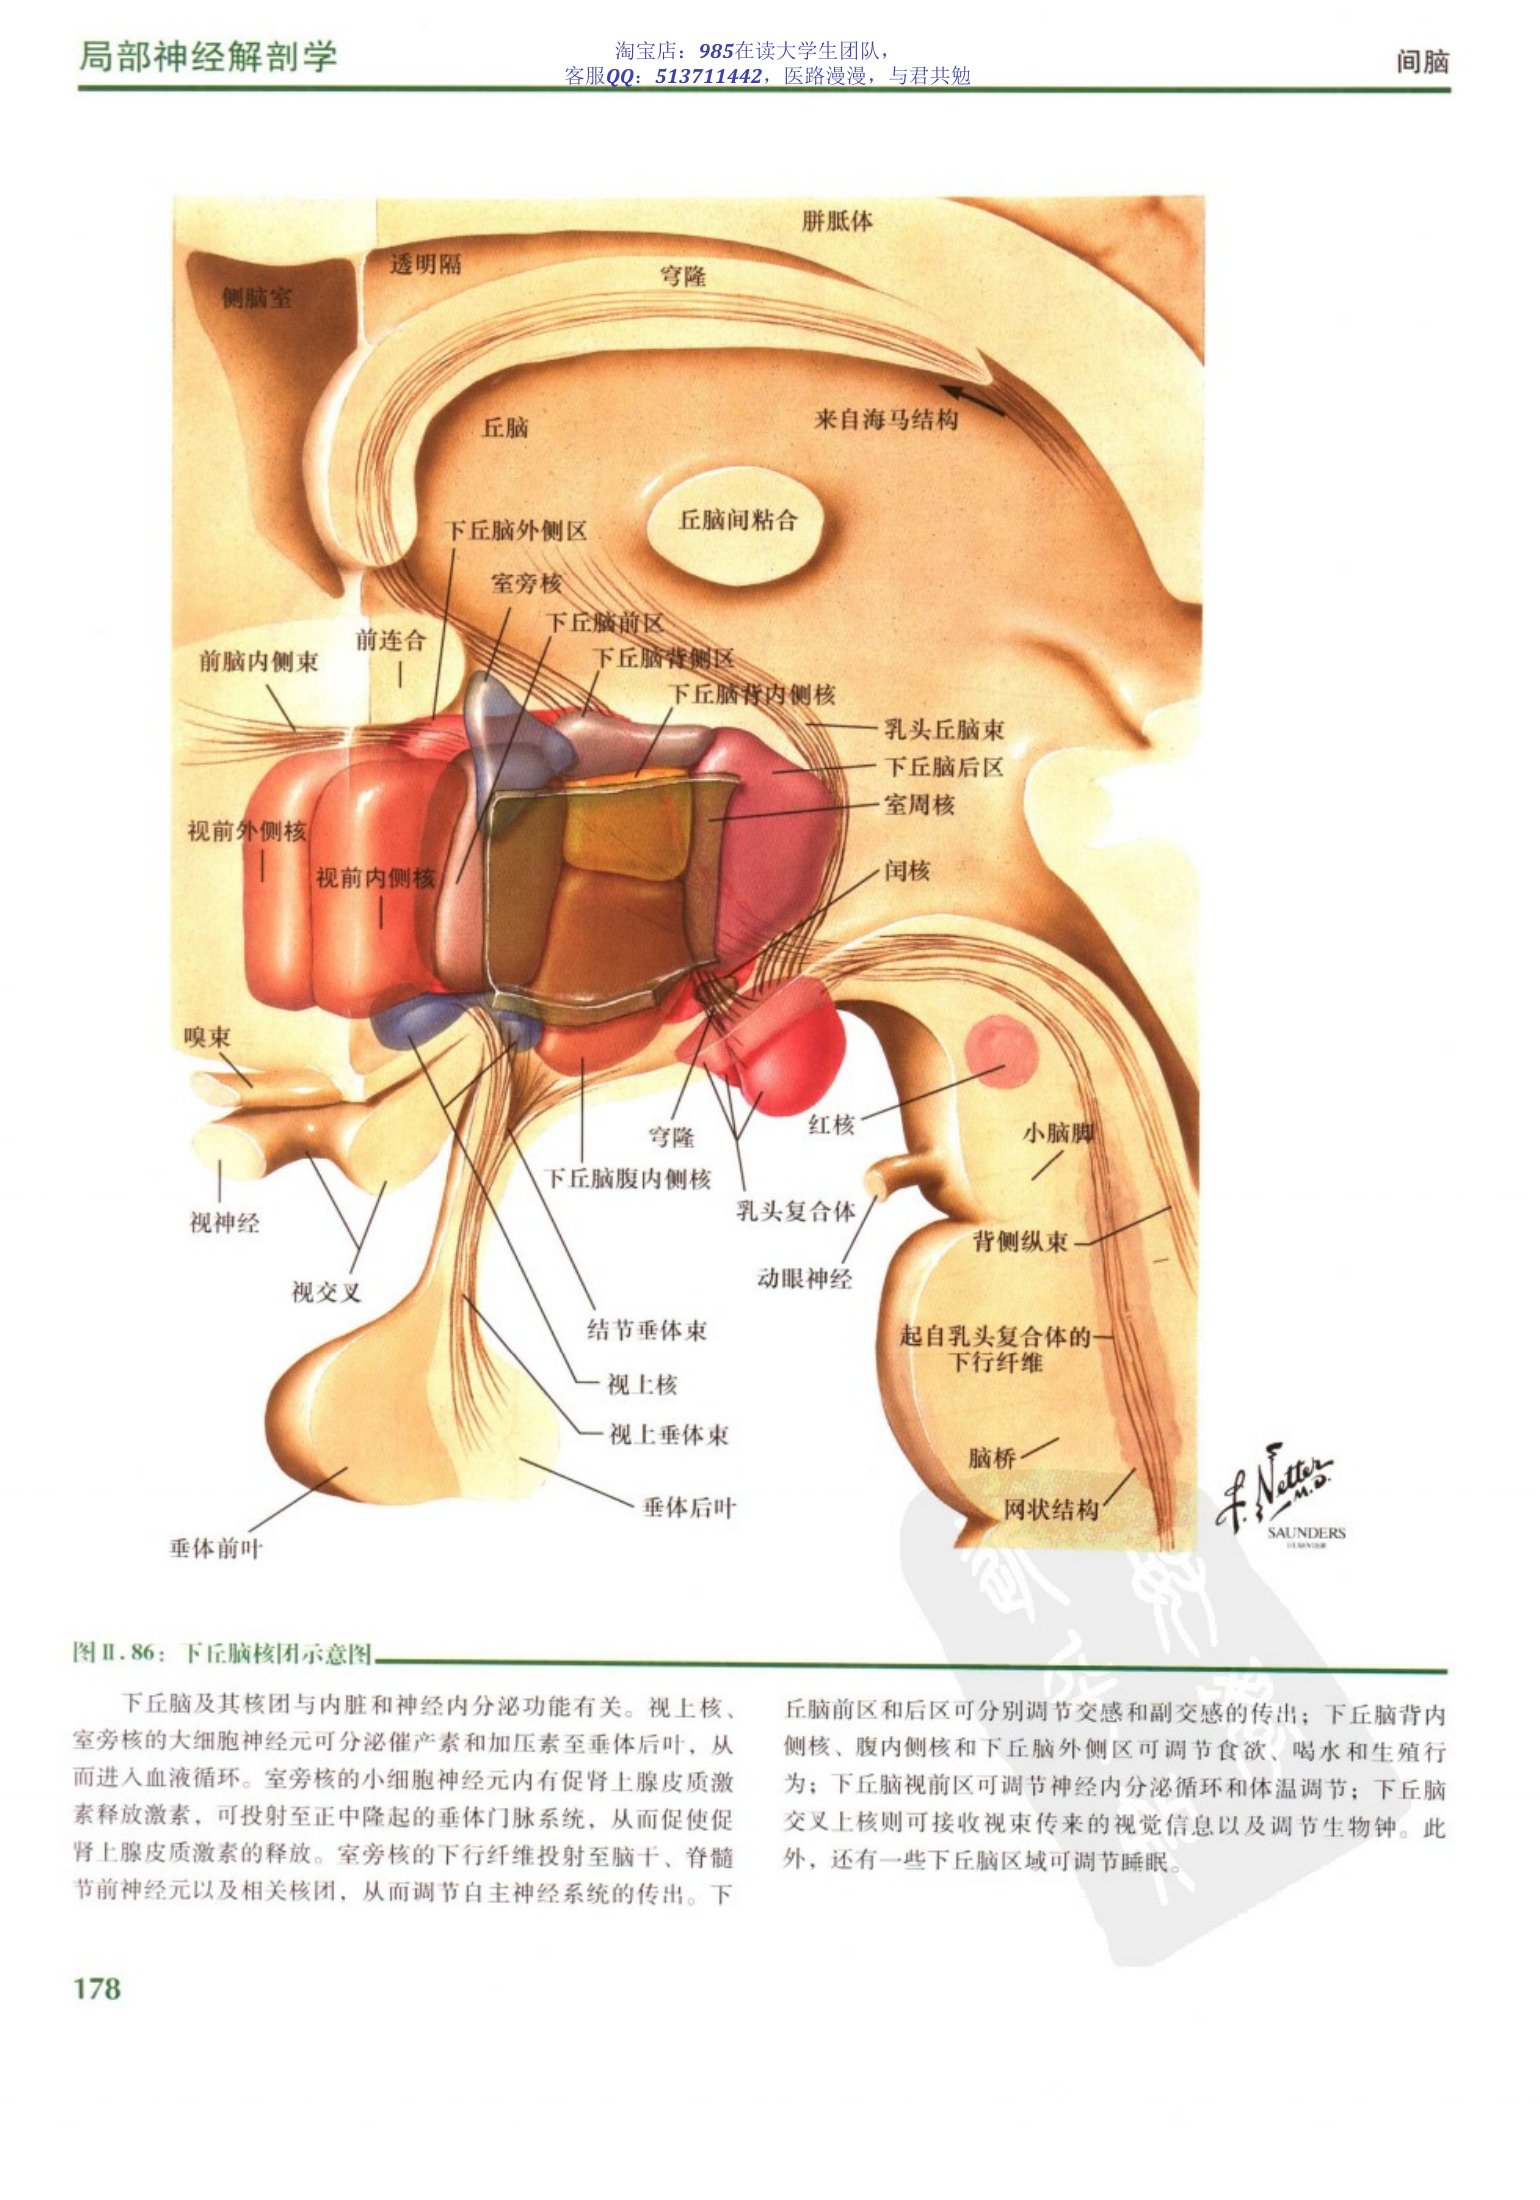 局部神经解剖学
淘宝店：985在读大学生团队，
客服QQ：513711442，医路漫漫，与君共勉
间脑
胼胝体
透明隔
穹隆
侧脑室
来自海马结构
丘脑
丘脑间粘合
下丘脑外侧区
室旁核
下丘脑前区
前连合
前脑内侧束
下丘脑背侧区
下丘脑背内侧核
乳头丘脑束
下丘脑后区
室周核
视前外侧核
闰核
视前内侧核
嗅束
红核
小脑脚
穹隆
下丘脑腹内侧核
乳头复合体
视神经
背侧纵束
动眼神经
视交叉
结节垂体束
起自乳头复合体的
下行纤维
视上核
视上垂体束
脑桥
垂体后叶
网状结构
垂体前叶
F. Netter
M.D.
SAUNDERS
ELSEVIER
图Ⅱ.86：下丘脑核团示意图
下丘脑及其核团与内脏和神经内分泌功能有关。视上核、
室旁核的大细胞神经元可分泌催产素和加压素至垂体后叶，从
而进入血液循环。室旁核的小细胞神经元内有促肾上腺皮质激
素释放激素，可投射至正中隆起的垂体门脉系统，从而促使促
肾上腺皮质激素的释放。室旁核的下行纤维投射至脑干、脊髓
节前神经元以及相关核团，从而调节自主神经系统的传出。下
丘脑前区和后区可分别调节交感和副交感的传出；下丘脑背内
侧核、腹内侧核和下丘脑外侧区可调节食欲、喝水和生殖行
为；下丘脑视前区可调节神经内分泌循环和体温调节；下丘脑
交叉上核则可接收视束传来的视觉信息以及调节生物钟。此
外，还有一些下丘脑区域可调节睡眠。
178